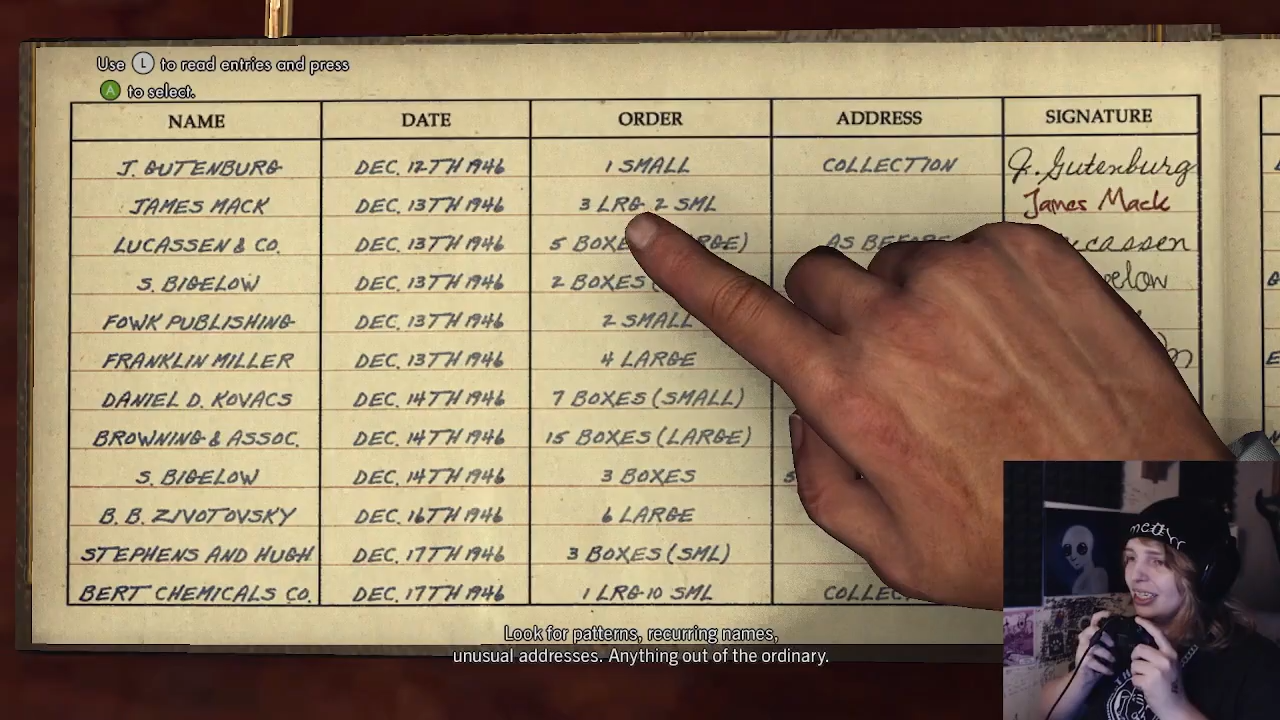 Use L to read entries and press
A to select.
NAME DATE ORDER ADDRESS SIGNATURE
J. GUTENBURG DEC. 12TH 1946 1 SMALL COLLECTION J. Gutenburg
JAMES MACK DEC. 13TH 1946 3 LRG 2 SML James Mack
LUCASSEN & CO. DEC. 13TH 1946 5 AS BEFORE
S. BIGELOW DEC. 13TH 1946 2 BOXES
FOWK PUBLISHING DEC. 13TH 1946 2 SMALL
FRANKLIN MILLER DEC. 13TH 1946 4 LARGE
DANIEL D. KOVACS DEC. 14TH 1946 7 BOXES (SMALL)
BROWNING & ASSOC. DEC. 14TH 1946 15 BOXES (LARGE)
S. BIGELOW DEC. 14TH 1946 3 BOXES
B. B. ZIVOTOVSKY DEC. 16TH 1946 6 LARGE
STEPHENS AND HUGH DEC. 17TH 1946 3 BOXES (SML)
BERT CHEMICALS CO. DEC. 17TH 1946 1 LRG 10 SML
Look for patterns, recurring names,
unusual addresses. Anything out of the ordinary.